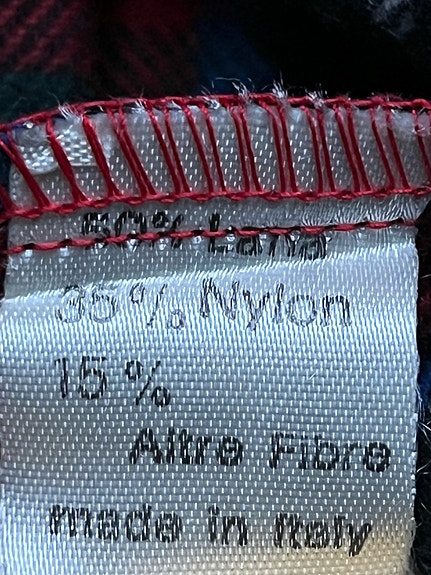 50% Lana
35% Nylon
15%
Altre Fibre
made in Italy